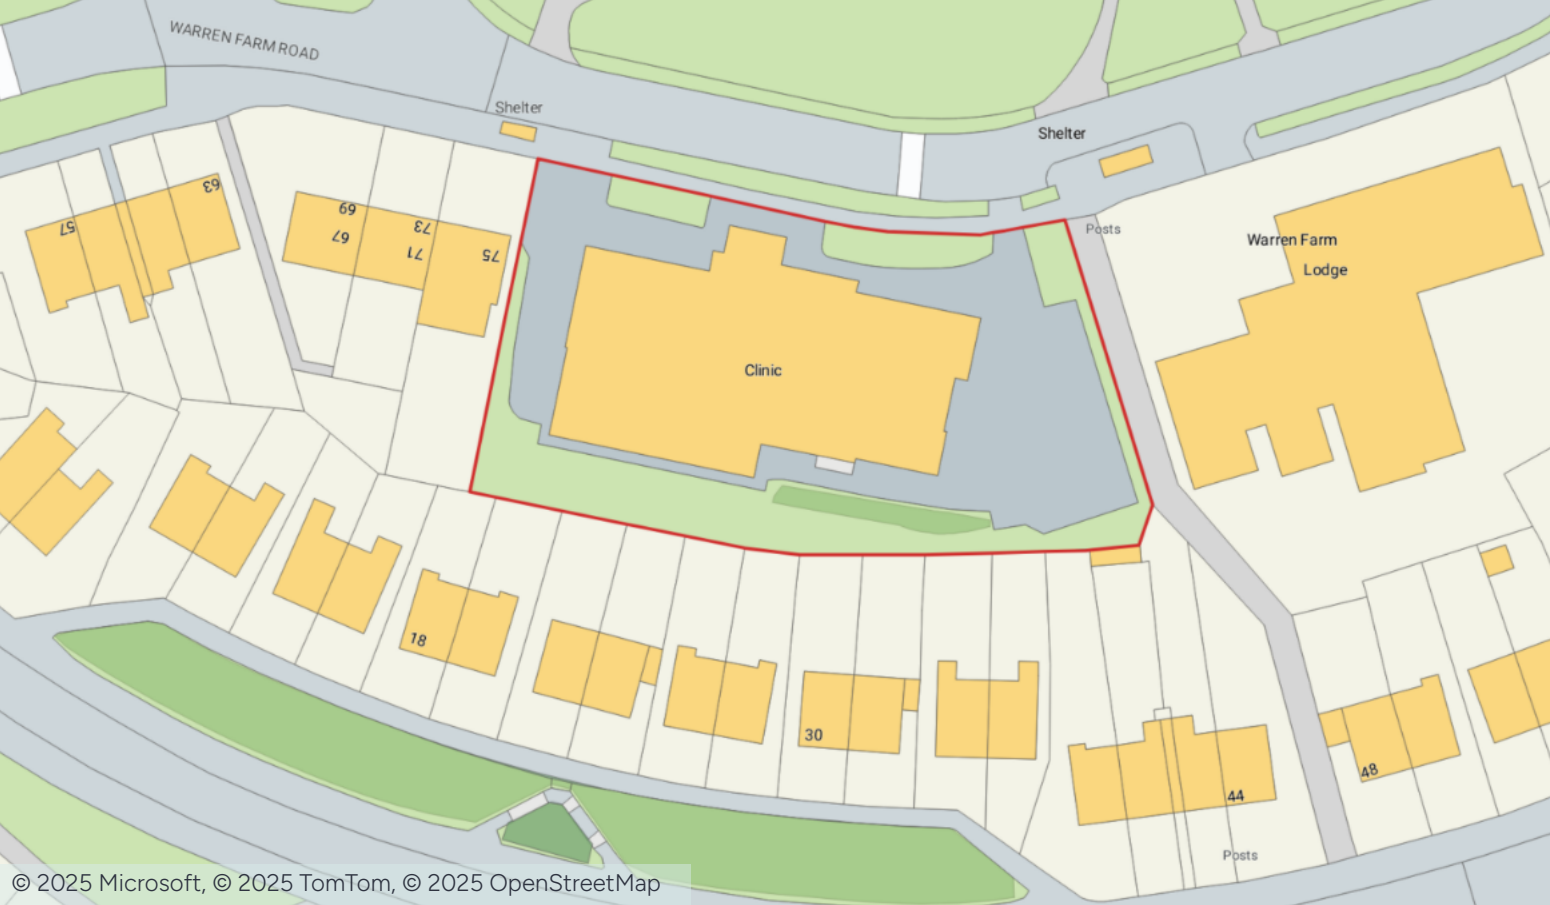 WARREN FARM ROAD
Shelter
Shelter
63
57
69
67
73
71
75
Posts
Warren Farm
Lodge
Clinic
18
30
48
44
Posts
© 2025 Microsoft, © 2025 TomTom, © 2025 OpenStreetMap